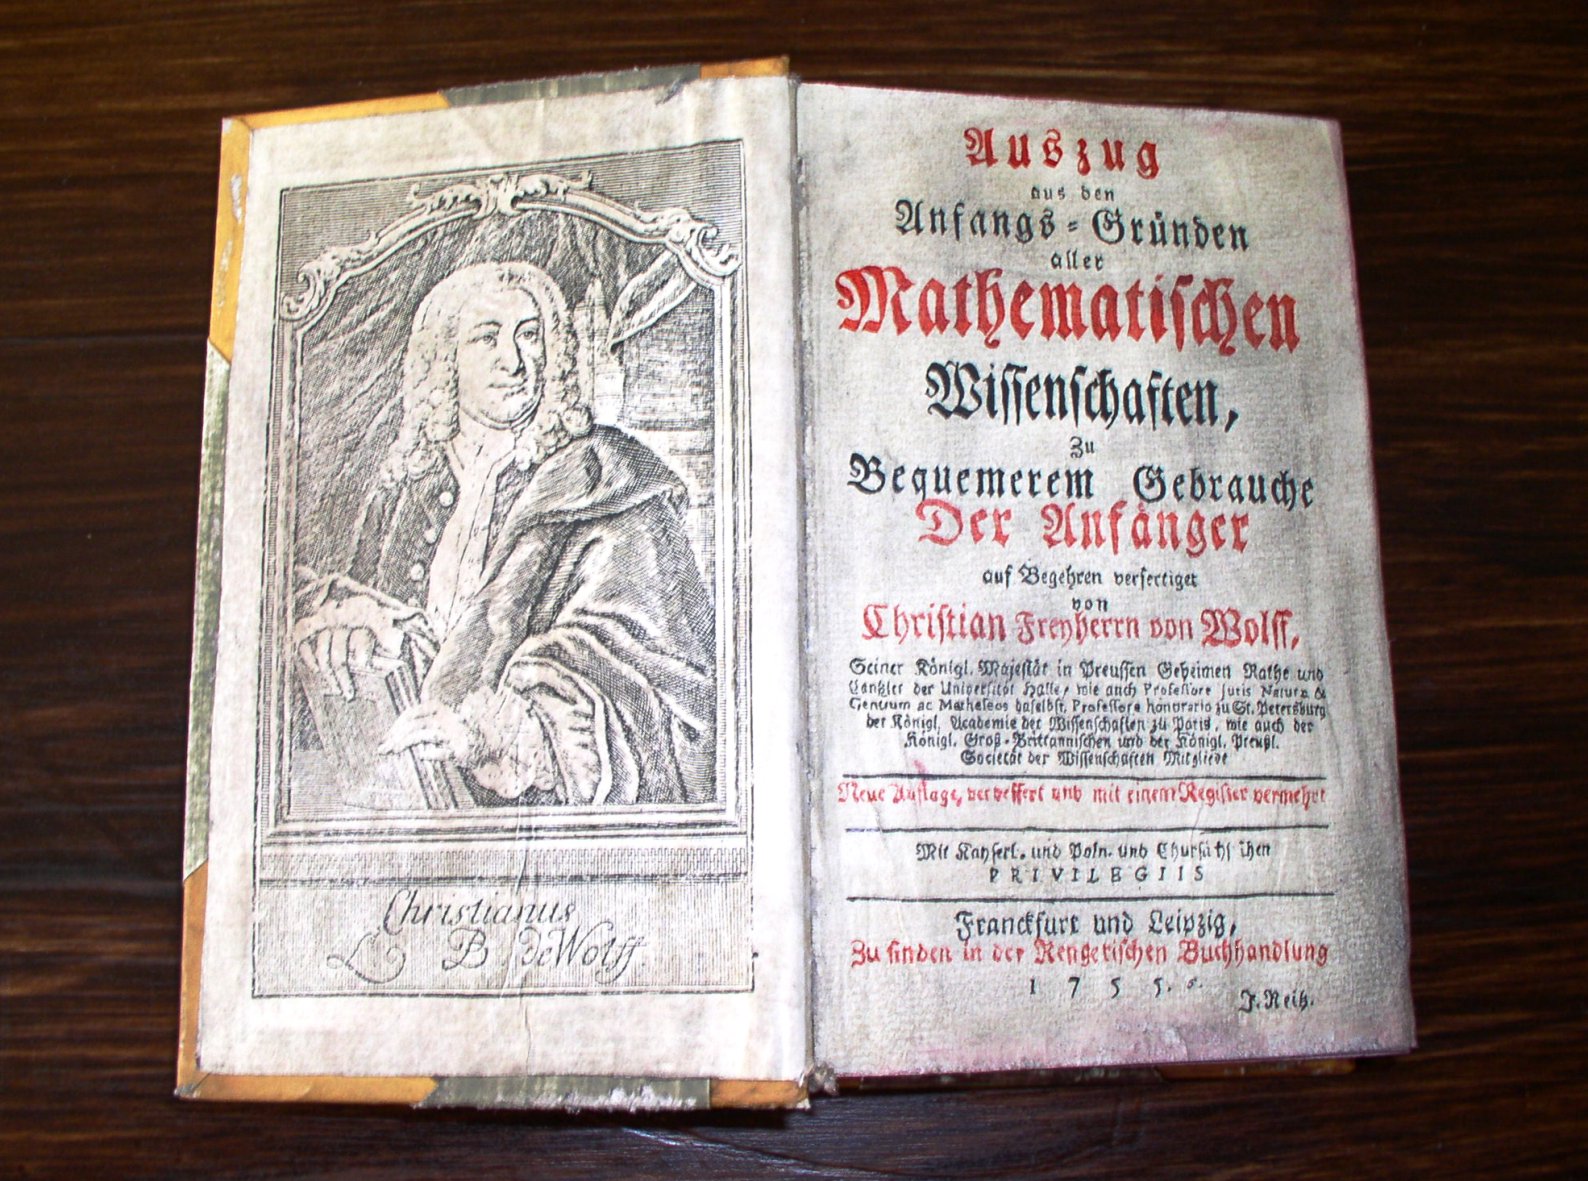 Christianus
L. B. de Wolff
Auszug
aus den
Anfangs-Gründen
aller
Mathematischen
Wissenschaften,
Zu
Bequemerem Gebrauche
Der Anfänger
auf Begehren verfertiget
von
Christian Freyherrn von Wolff,
Seiner Königl. Majestät in Preussen Geheimen Rathe und
Cantzler der Universität Halle, wie auch Professore Juris Naturæ &
Gentium ac Matheseos daselbst, Professore honorario zu St. Petersburg
der Königl. Academie der Wissenschaften zu Paris, wie auch der
Königl. Groß-Brittannischen und der Königl. Preußl.
Societät der Wissenschaften Mitgliede
Neue Auflage, verbessert und mit einem Register vermehrt
Mit Kayserl. und Poln. und Chursächsischen
PRIVILEGIIS
Franckfurt und Leipzig,
Zu finden in der Rengerischen Buchhandlung
1755.
J. Reitz.